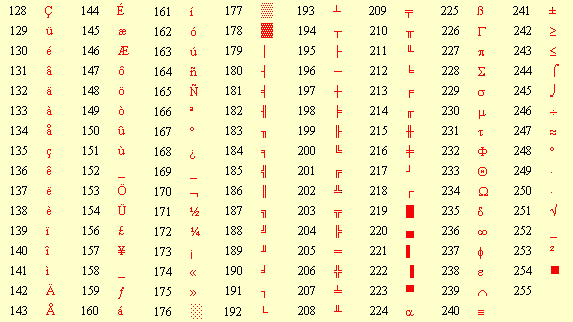 128 Ç 144 É 161 í 177 ▒ 193 ┴ 209 ╤ 225 β 241 ±
129 ü 145 æ 162 ó 178 ▓ 194 ┬ 210 ╥ 226 Γ 242 ≥
130 é 146 Æ 163 ú 179 │ 195 ├ 211 ╙ 227 π 243 ≤
131 â 147 ô 164 ñ 180 ┤ 196 ─ 212 ╘ 228 Σ 244 ⌠
132 ä 148 ö 165 Ñ 181 ╡ 197 ┼ 213 ╒ 229 σ 245 ⌡
133 à 149 ò 166 ª 182 ╢ 198 ╞ 214 ╓ 230 µ 246 ÷
134 å 150 û 167 º 183 ╖ 199 ╟ 215 ╫ 231 τ 247 ≈
135 ç 151 ù 168 ¿ 184 ╕ 200 ╚ 216 ╪ 232 Φ 248 °
136 ê 152 _ 169 _ 185 ╣ 201 ╔ 217 ┘ 233 Θ 249 ·
137 ë 153 Ö 170 ¬ 186 ║ 202 ╩ 218 ┌ 234 Ω 250 ·
138 è 154 Ü 171 ½ 187 ╗ 203 ╦ 219 █ 235 δ 251 √
139 ï 156 £ 172 ¼ 188 ╝ 204 ╠ 220 ▄ 236 ∞ 252 _
140 î 157 ¥ 173 ¡ 189 ╜ 205 ═ 221 ▌ 237 φ 253 ²
141 ì 158 _ 174 « 190 ╛ 206 ╬ 222 ▐ 238 ε 254 ■
142 Ä 159 ƒ 175 » 191 ┐ 207 ╧ 223 ▀ 239 ∩ 255
143 Å 160 á 176 ░ 192 └ 208 ╨ 224 α 240 ≡